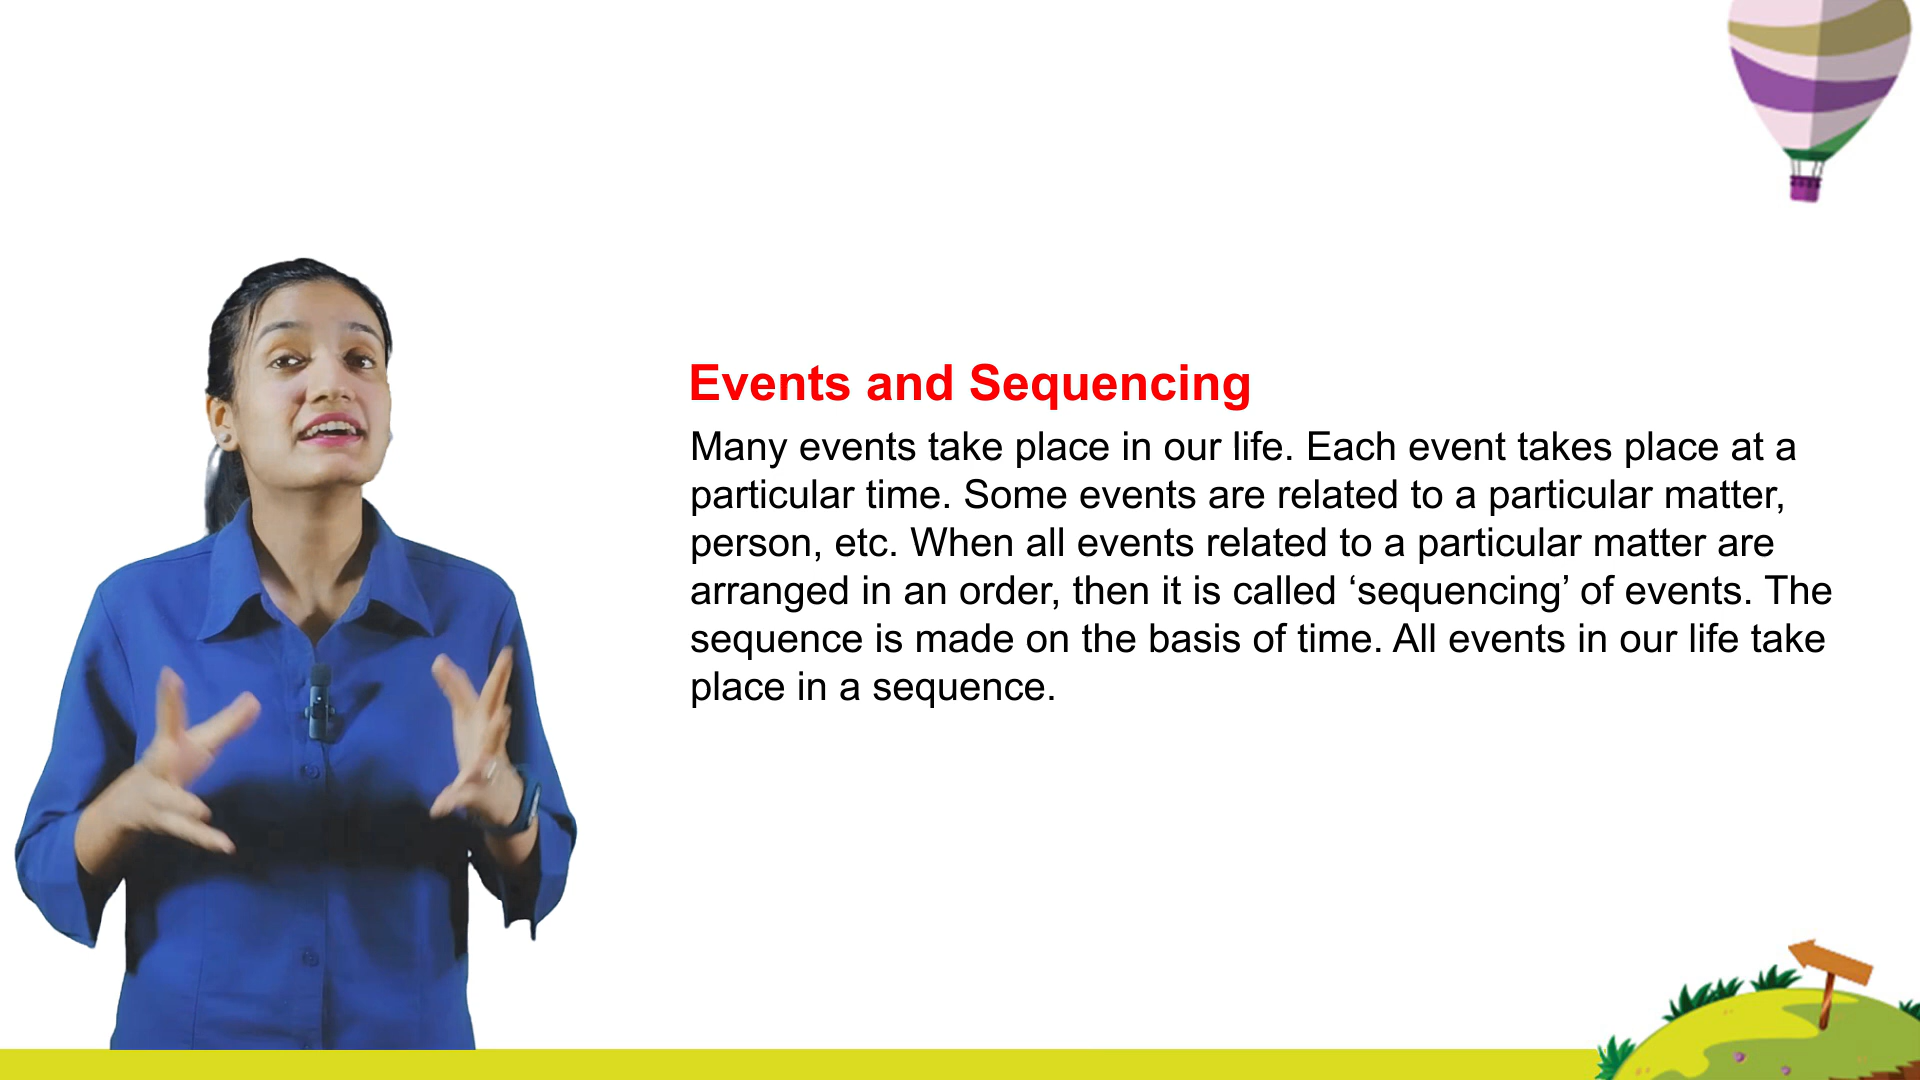 Events and Sequencing
Many events take place in our life. Each event takes place at a
particular time. Some events are related to a particular matter,
person, etc. When all events related to a particular matter are
arranged in an order, then it is called ‘sequencing’ of events. The
sequence is made on the basis of time. All events in our life take
place in a sequence.